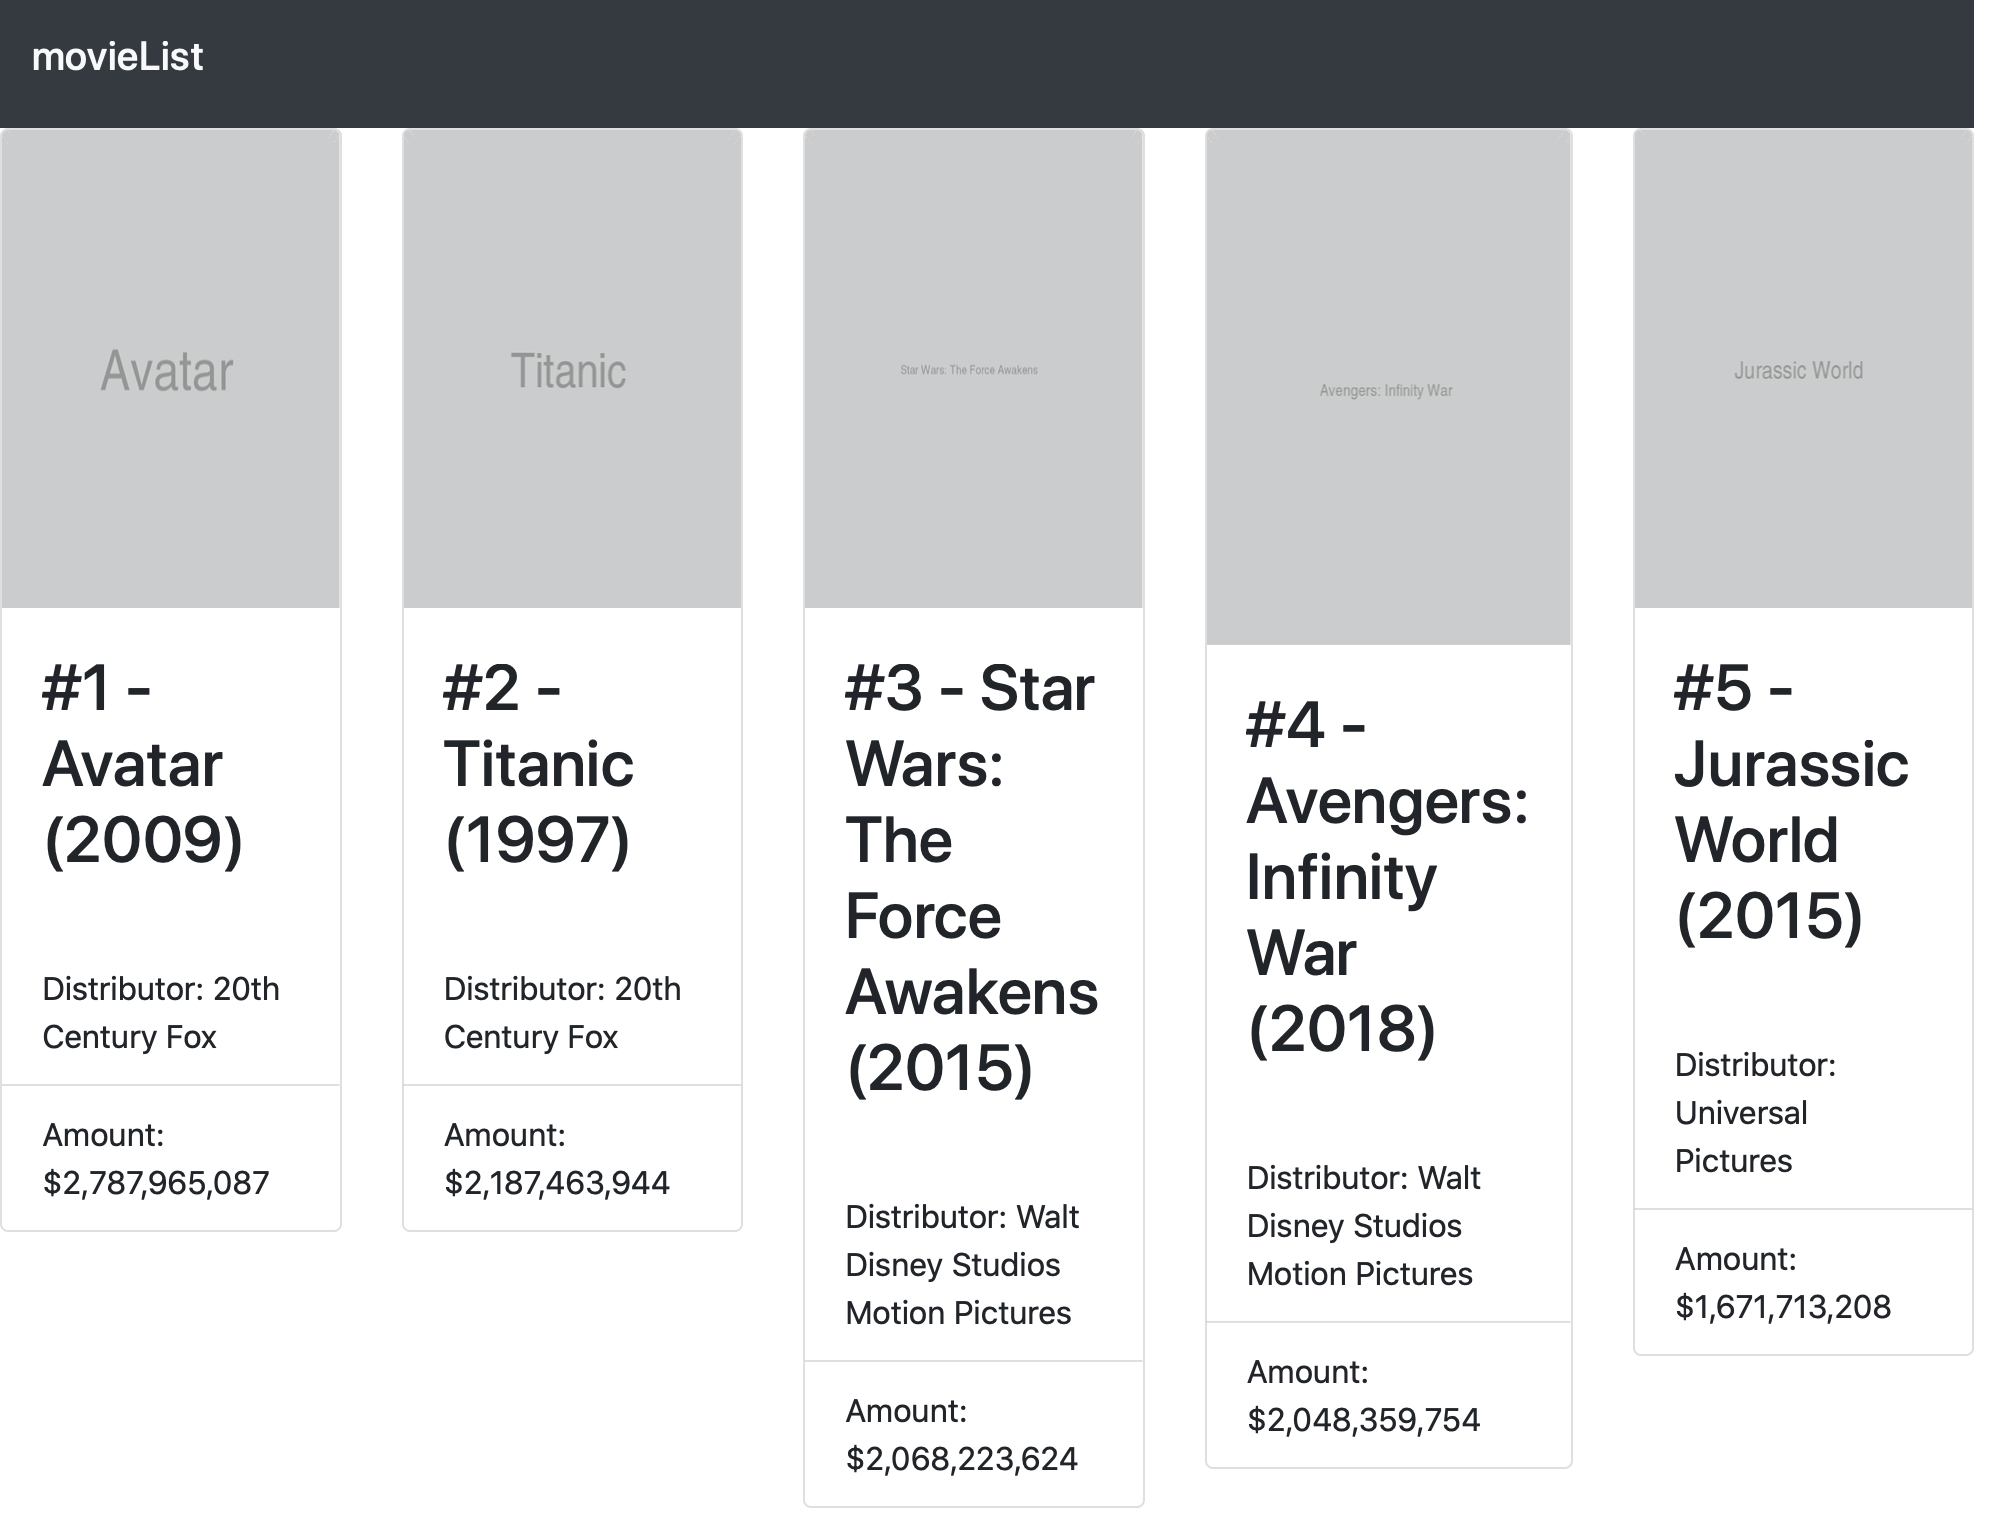 movieList
Avatar
#1 -
Avatar
(2009)
Distributor: 20th
Century Fox
Amount:
$2,787,965,087
Titanic
#2 -
Titanic
(1997)
Distributor: 20th
Century Fox
Amount:
$2,187,463,944
Star Wars: The Force Awakens
#3 - Star
Wars:
The
Force
Awakens
(2015)
Distributor: Walt
Disney Studios
Motion Pictures
Amount:
$2,068,223,624
Avengers: Infinity War
#4 -
Avengers:
Infinity
War
(2018)
Distributor: Walt
Disney Studios
Motion Pictures
Amount:
$2,048,359,754
Jurassic World
#5 -
Jurassic
World
(2015)
Distributor:
Universal
Pictures
Amount:
$1,671,713,208